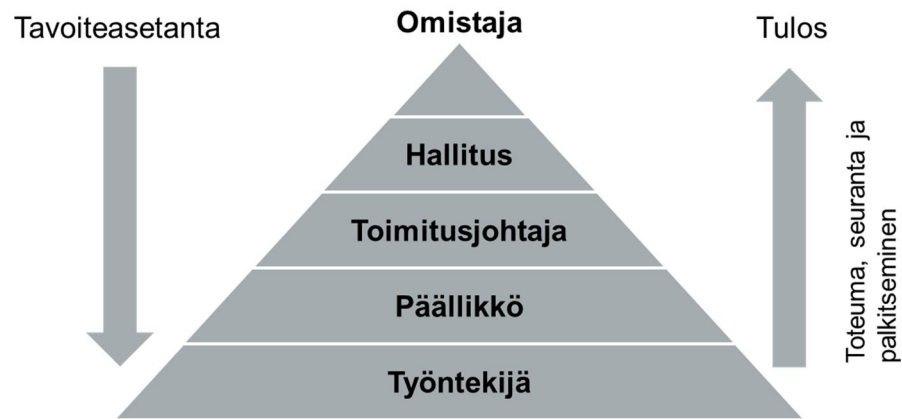 Tavoiteasetanta
Omistaja
Tulos
Hallitus
Toimitusjohtaja
Päällikkö
Työntekijä
Toteuma, seuranta ja
palkitseminen